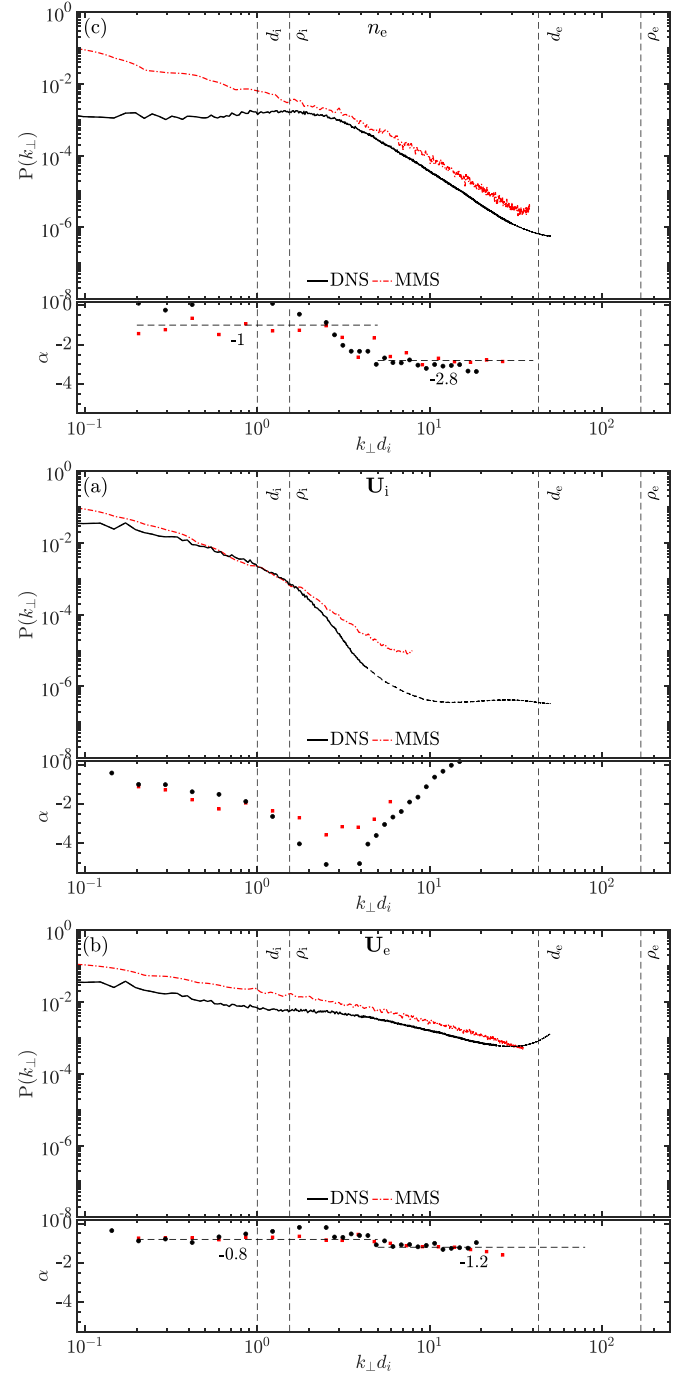 (c) n_e
d_i ρ_i d_e ρ_e
10^0
10^-2
10^-4
10^-6
10^-8
P(k_⊥)
DNS MMS
0
-2
-4
α
-1
-2.8
10^-1 10^0 10^1 10^2
k_⊥d_i
(a) U_i
d_i ρ_i d_e ρ_e
10^0
10^-2
10^-4
10^-6
10^-8
P(k_⊥)
DNS MMS
0
-2
-4
α
10^-1 10^0 10^1 10^2
k_⊥d_i
(b) U_e
d_i ρ_i d_e ρ_e
10^0
10^-2
10^-4
10^-6
10^-8
P(k_⊥)
DNS MMS
0
-2
-4
α
-0.8
-1.2
10^-1 10^0 10^1 10^2
k_⊥d_i